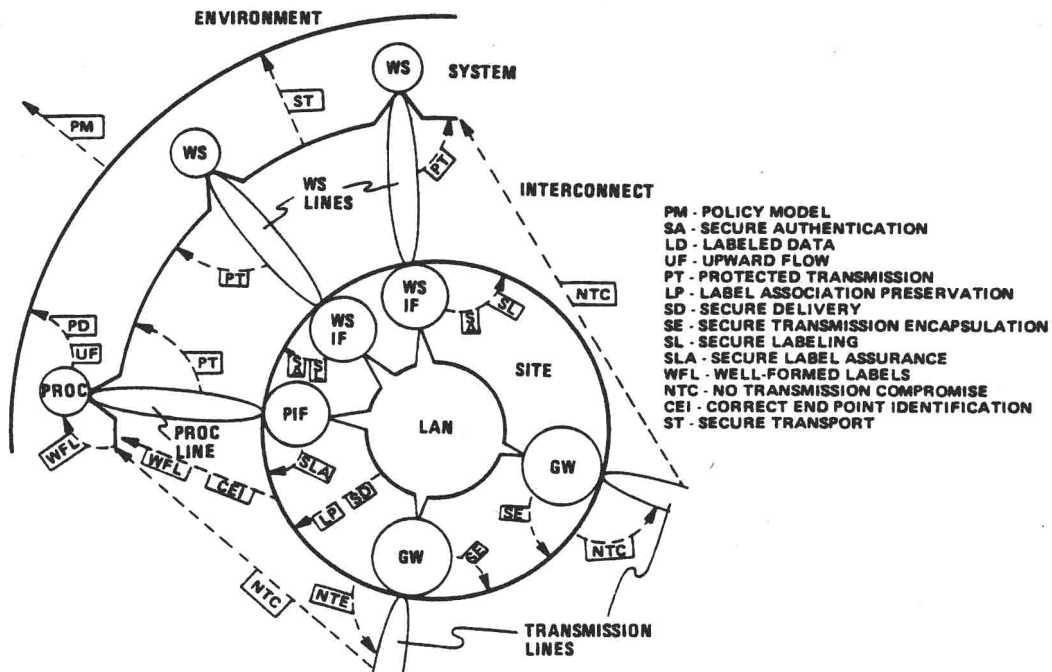 ENVIRONMENT
WS
SYSTEM
ST
PM
WS
PT
WS
LINES
INTERCONNECT
PM - POLICY MODEL
SA - SECURE AUTHENTICATION
LD - LABELED DATA
UF - UPWARD FLOW
PT - PROTECTED TRANSMISSION
LP - LABEL ASSOCIATION PRESERVATION
SD - SECURE DELIVERY
SE - SECURE TRANSMISSION ENCAPSULATION
SL - SECURE LABELING
SLA - SECURE LABEL ASSURANCE
WFL - WELL-FORMED LABELS
NTC - NO TRANSMISSION COMPROMISE
CEI - CORRECT END POINT IDENTIFICATION
ST - SECURE TRANSPORT
PT
WS
IF
SA
SL
NTC
PD
UF
PT
WS
IF
SA
SL
SITE
PROC
PIF
LAN
PROC
LINE
WFL
WFL
CEI
SLA
LP
SD
GW
SE
NTC
GW
SE
NTC
NTE
TRANSMISSION
LINES